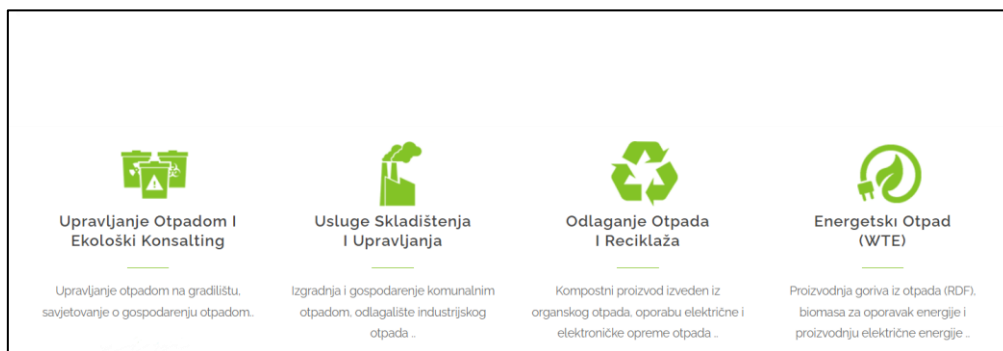 Upravljanje Otpadom I
Ekološki Konsalting
Upravljanje otpadom na gradilištu,
savjetovanje o gospodarenju otpadom..
Usluge Skladištenja
I Upravljanja
Izgradnja i gospodarenje komunalnim
otpadom, odlagalište industrijskog
otpada ..
Odlaganje Otpada
I Reciklaža
Kompostni proizvod izveden iz
organskog otpada, oporabu električne i
elektroničke opreme otpada ..
Energetskı Otpad
(WTE)
Proizvodnja goriva iz otpada (RDF),
biomasa za oporavak energije i
proizvodnju električne energije ..